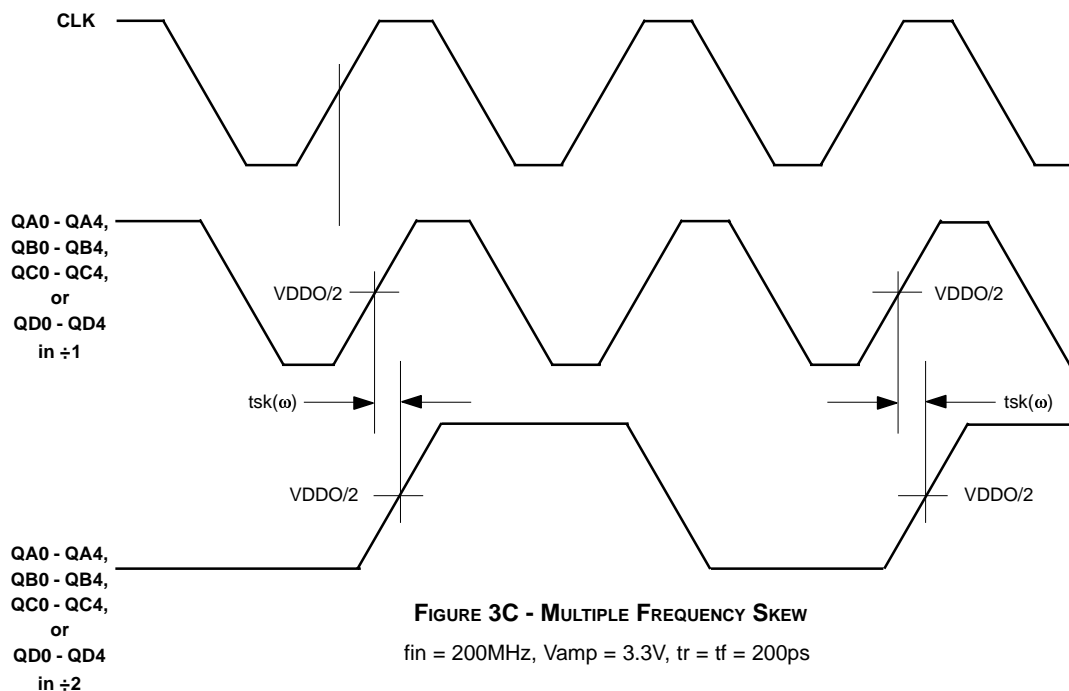 CLK
QA0 - QA4,
QB0 - QB4,
QC0 - QC4,
or
QD0 - QD4
in ÷1
VDDO/2
VDDO/2
tsk(ω)
tsk(ω)
VDDO/2
VDDO/2
QA0 - QA4,
QB0 - QB4,
QC0 - QC4,
or
QD0 - QD4
in ÷2
FIGURE 3C - MULTIPLE FREQUENCY SKEW
fin = 200MHz, Vamp = 3.3V, tr = tf = 200ps